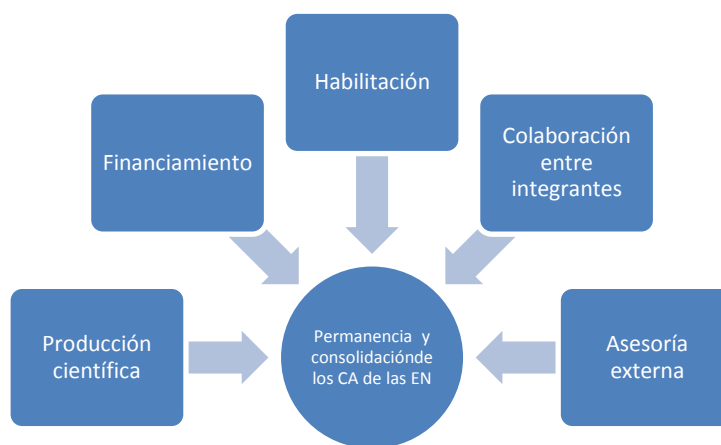 Habilitación
Financiamiento
Colaboración
entre
integrantes
Producción
científica
Permanencia y
consolidaciónde
los CA de las EN
Asesoría
externa